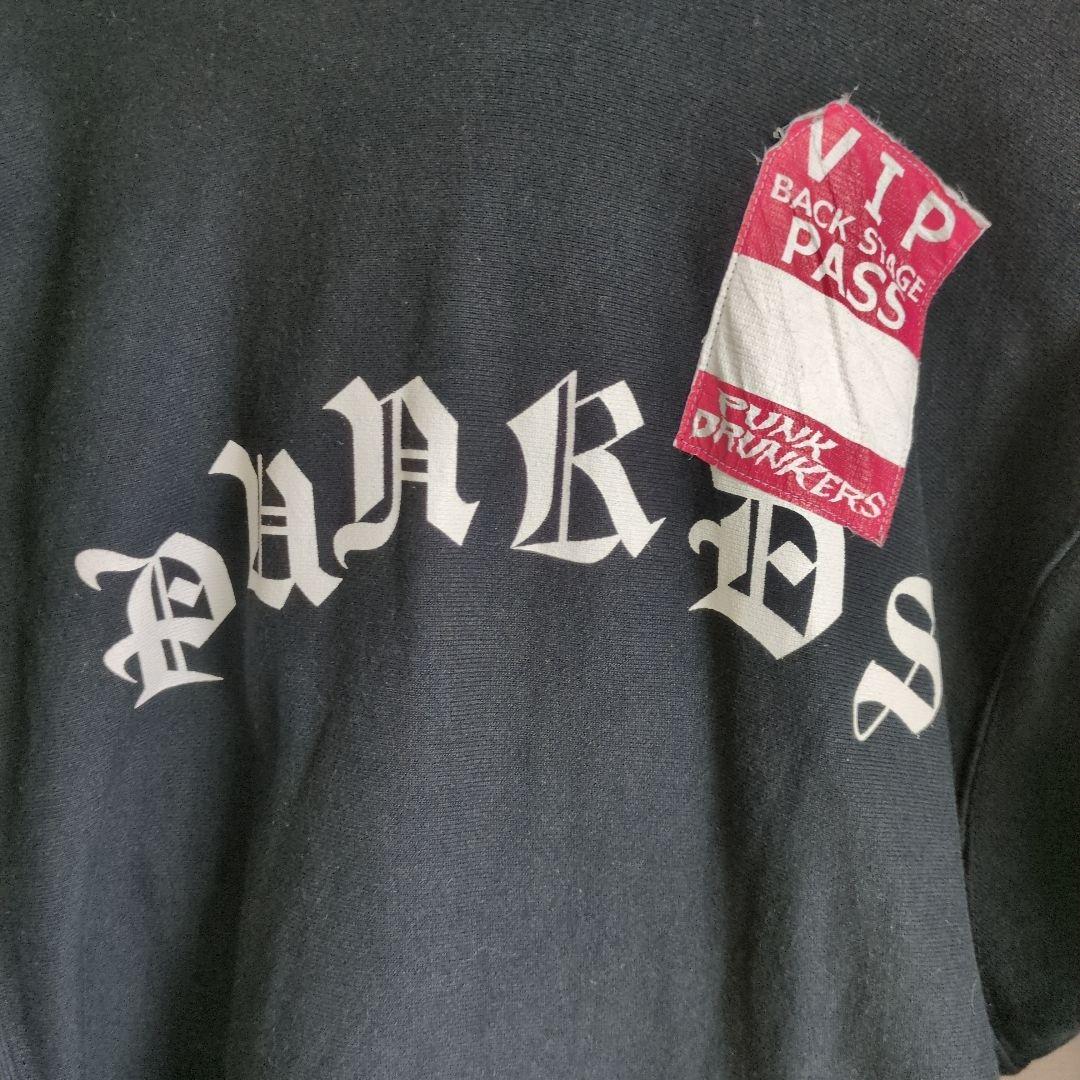 VIP
BACK STAGE
PASS
PUNK
DRUNKERS
PUNKDS